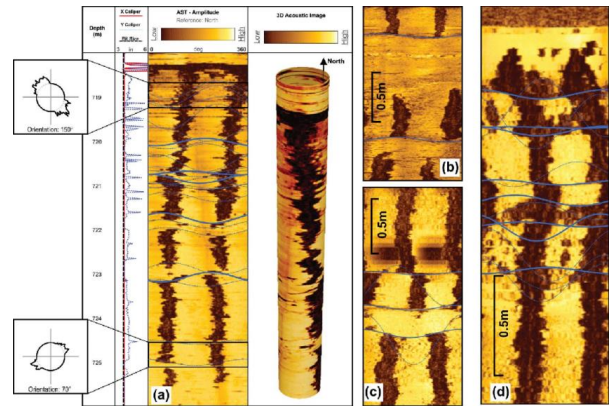 Depth
(m)
X Caliper
Y Caliper
Bit Size
3 in 6
AST - Amplitude
Reference: North
Low
High
0 deg 360
3D Acoustic Image
Low
High
North
719
720
721
722
723
724
725
Orientation: 150°
Orientation: 70°
(a)
0.5m
(b)
0.5m
(c)
0.5m
(d)